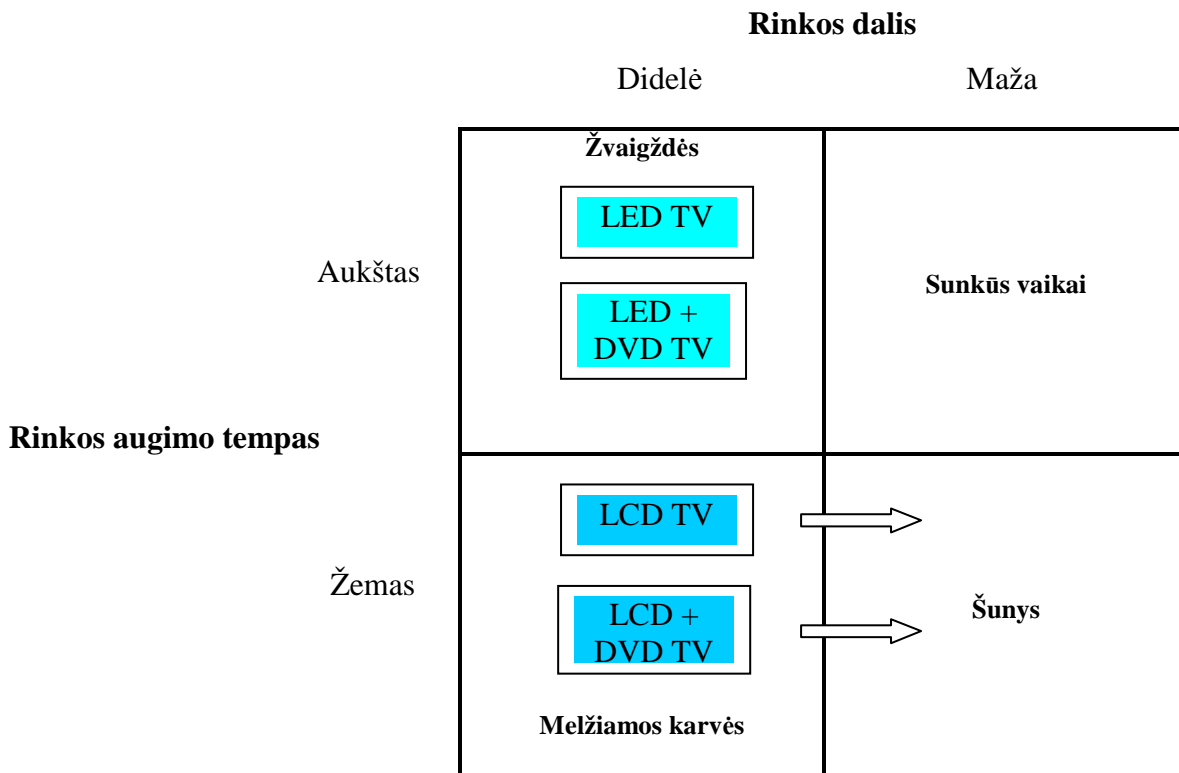 Rinkos dalis
Didelė Maža
Žvaigždės
LED TV
Aukštas
Sunkūs vaikai
LED +
DVD TV
Rinkos augimo tempas
LCD TV
Žemas
LCD +
DVD TV
Šunys
Melžiamos karvės